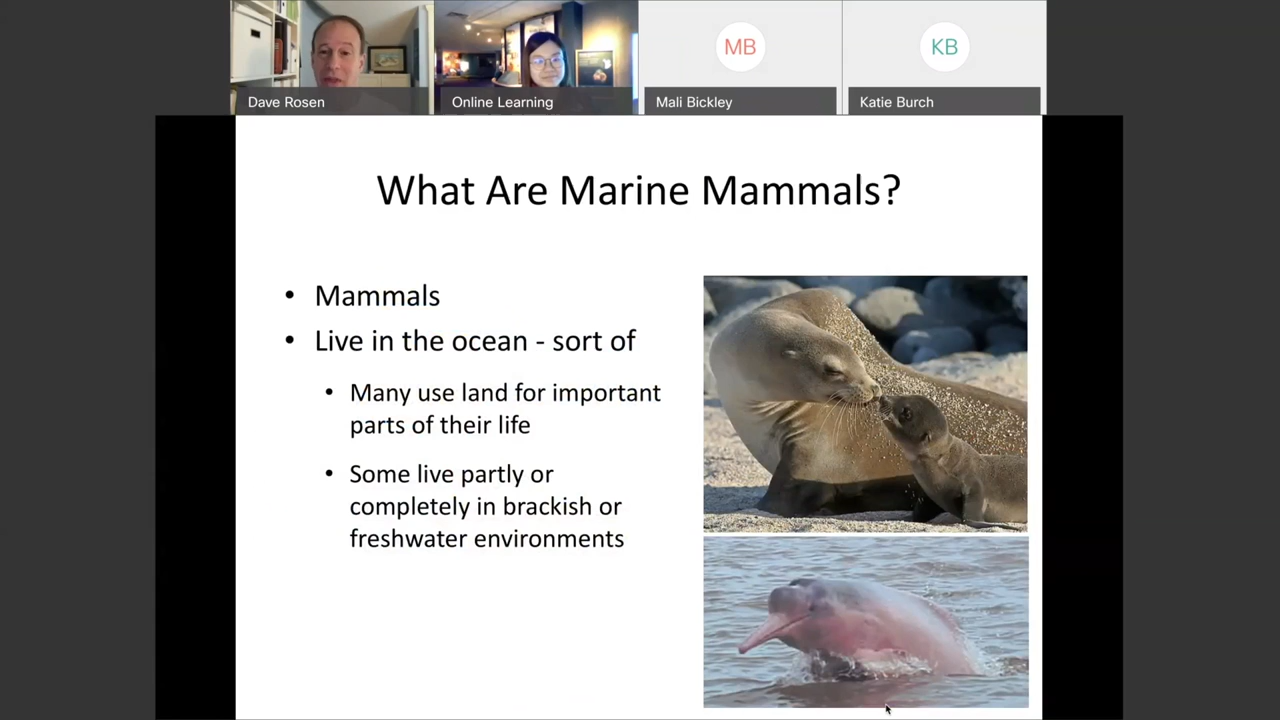 MB
KB
Dave Rosen
Online Learning
Mali Bickley
Katie Burch
What Are Marine Mammals?
• Mammals
• Live in the ocean - sort of
• Many use land for important
parts of their life
• Some live partly or
completely in brackish or
freshwater environments